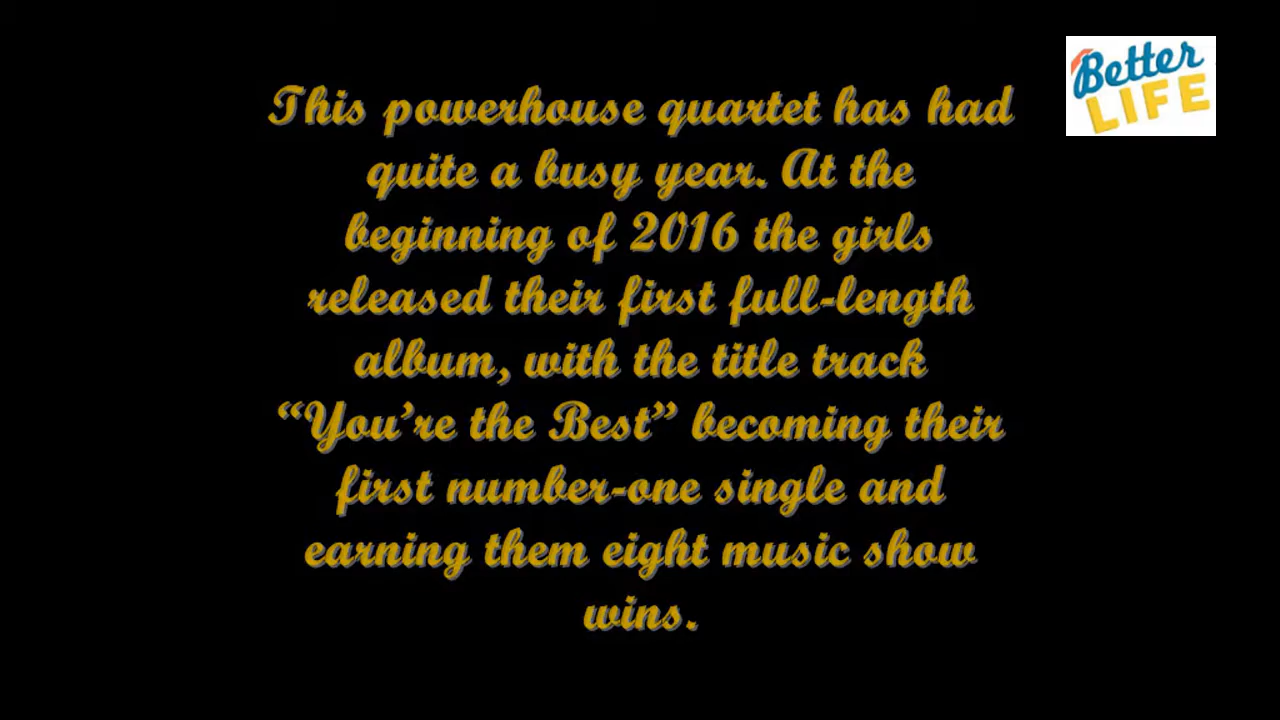 Better
LIFE
This powerhouse quartet has had
quite a busy year. At the
beginning of 2016 the girls
released their first full-length
album, with the title track
“You’re the Best” becoming their
first number-one single and
earning them eight music show
wins.